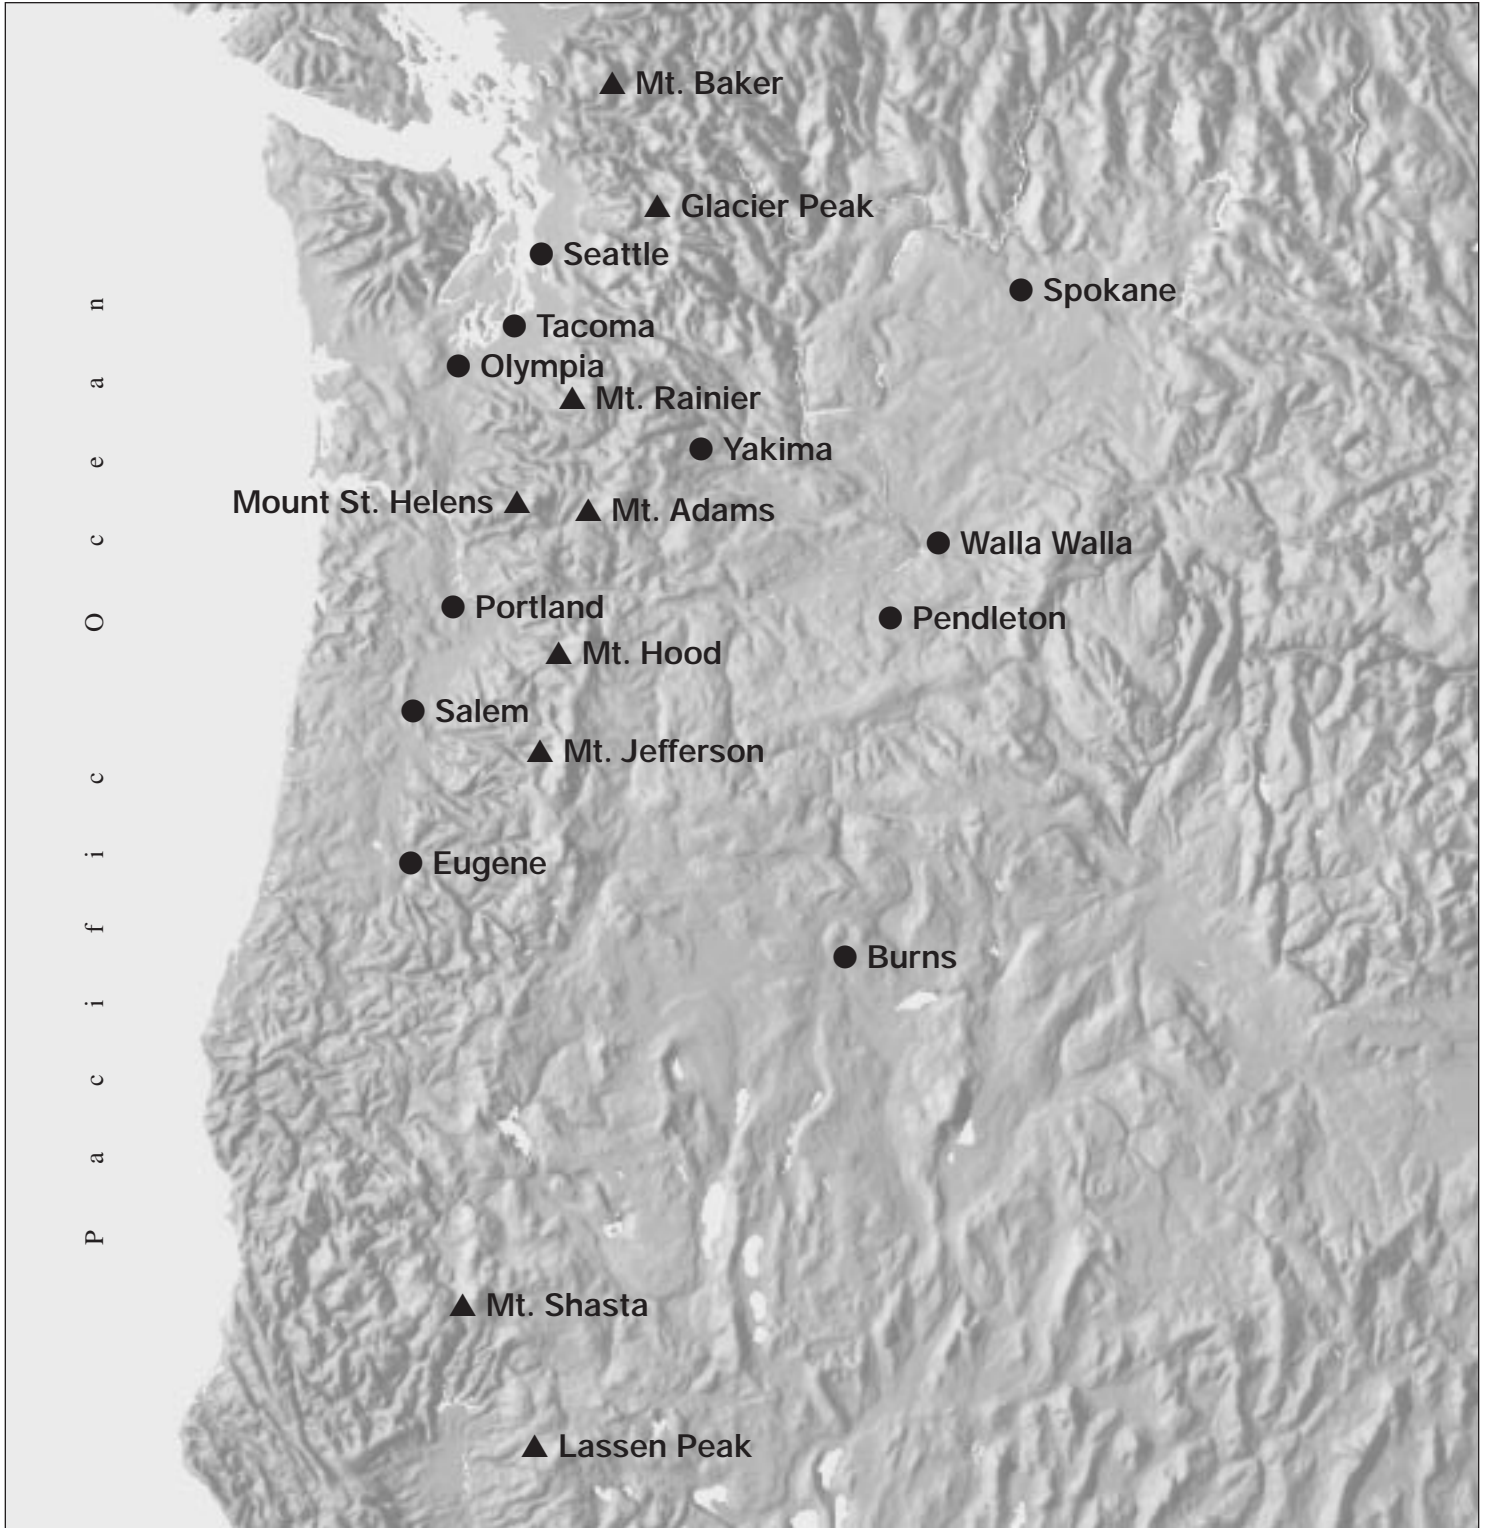 Mt. Baker
Glacier Peak
Seattle
Spokane
Tacoma
Olympia
Mt. Rainier
Yakima
Mount St. Helens
Mt. Adams
Walla Walla
Portland
Pendleton
Mt. Hood
Salem
Mt. Jefferson
Eugene
Burns
Mt. Shasta
Lassen Peak
Pacific Ocean